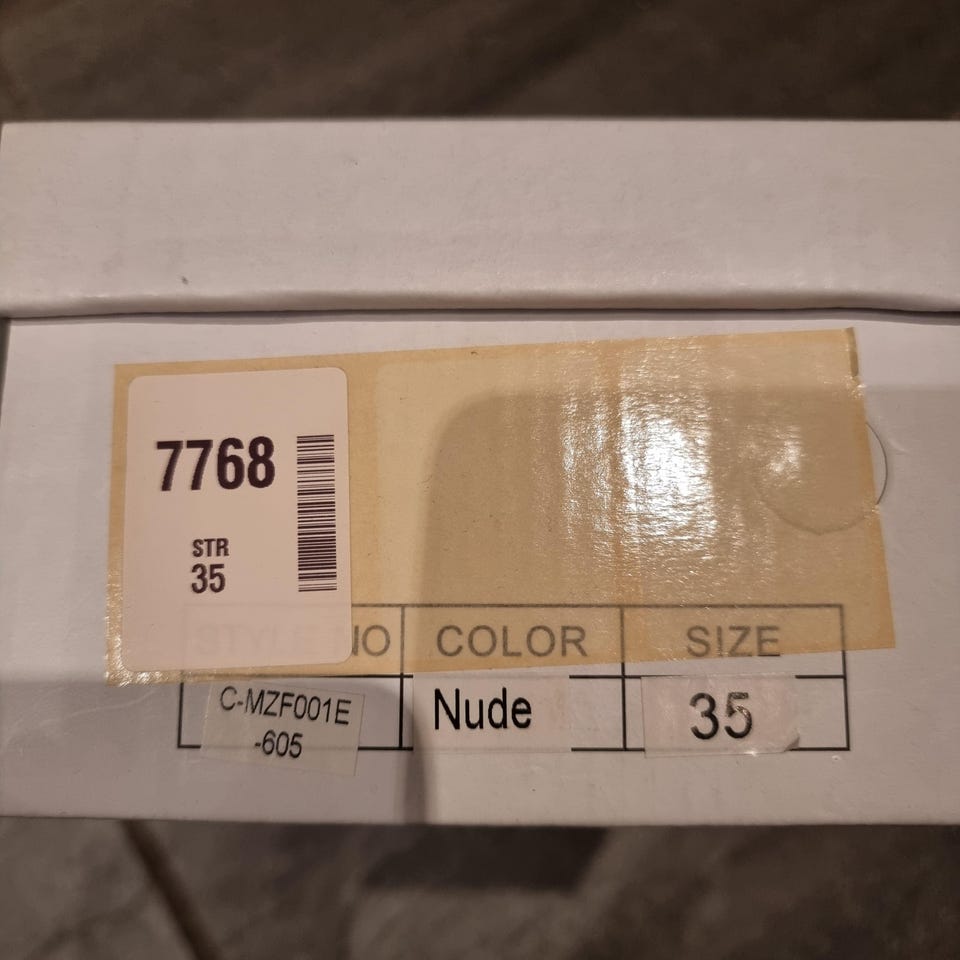 7768
STR
35
STYLE NO COLOR SIZE
C-MZF001E Nude 35
-605